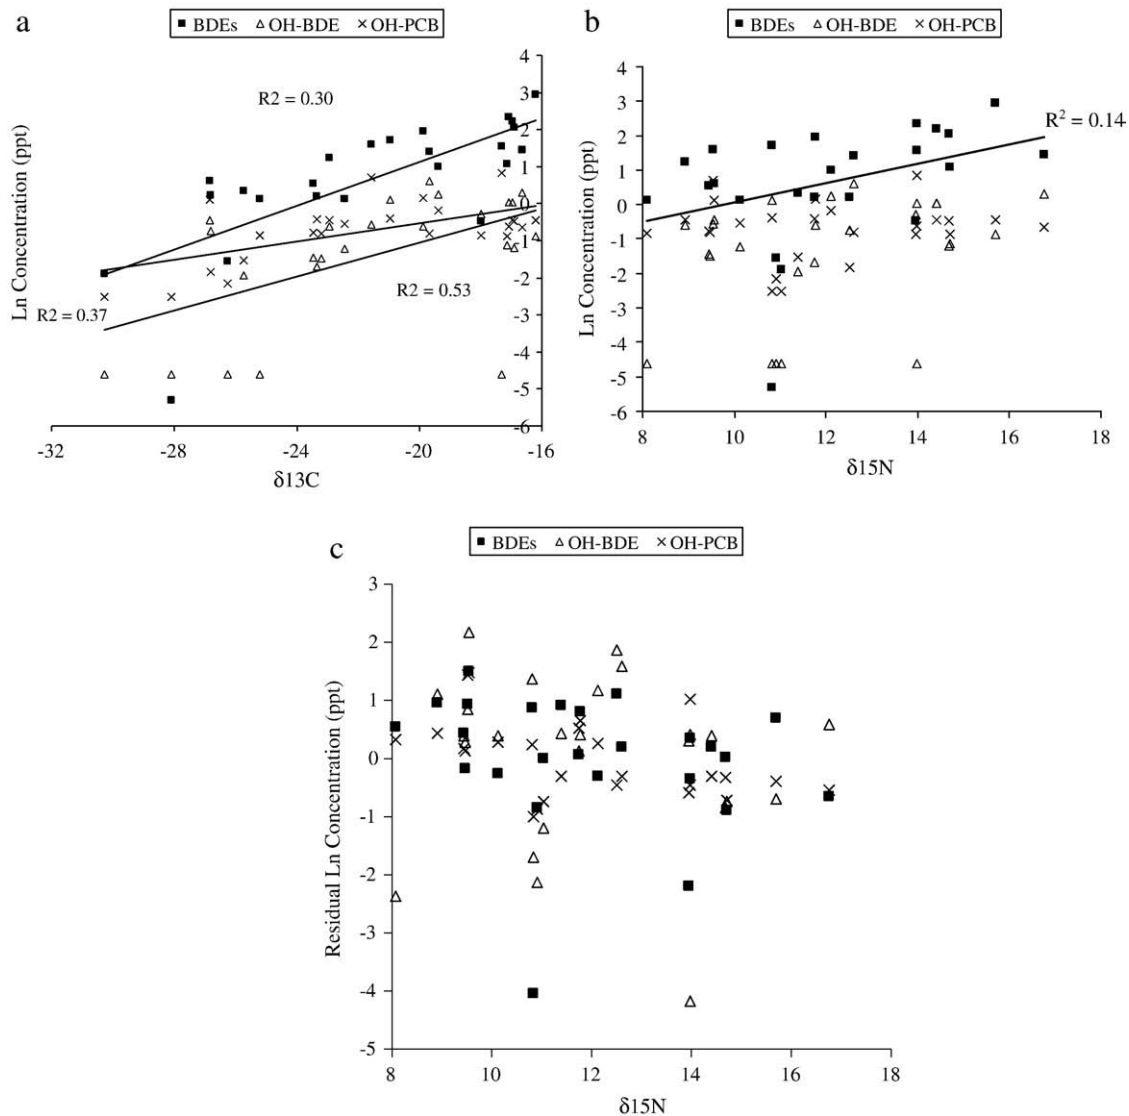 a
■ BDEs △ OH-BDE × OH-PCB
R2 = 0.30
R2 = 0.53
R2 = 0.37
Ln Concentration (ppt)
4
3
2
1
0
-1
-2
-3
-4
-5
-6
-32 -28 -24 -20 -16
δ13C
b
■ BDEs △ OH-BDE × OH-PCB
R² = 0.14
Ln Concentration (ppt)
4
3
2
1
0
-1
-2
-3
-4
-5
-6
8 10 12 14 16 18
δ15N
c
■ BDEs △ OH-BDE × OH-PCB
Residual Ln Concentration (ppt)
3
2
1
0
-1
-2
-3
-4
-5
8 10 12 14 16 18
δ15N